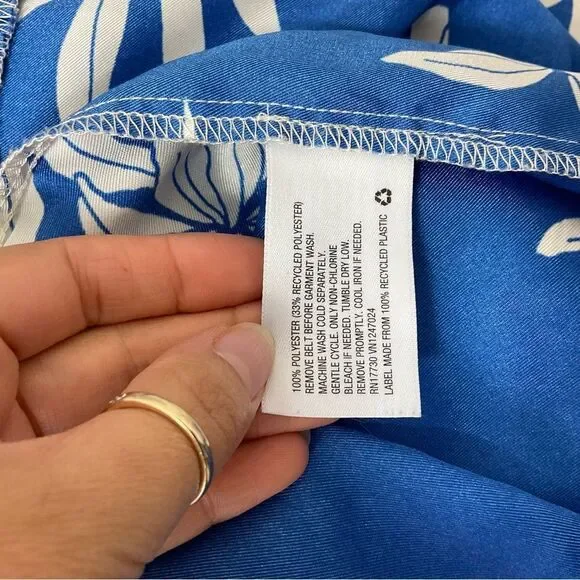 100% POLYESTER (33% RECYCLED POLYESTER)
REMOVE BELT BEFORE GARMENT WASH.
MACHINE WASH COLD SEPARATELY.
GENTLE CYCLE. ONLY NON-CHLORINE
BLEACH IF NEEDED. TUMBLE DRY LOW.
REMOVE PROMPTLY. COOL IRON IF NEEDED.
RN17730 VN1247024
LABEL MADE FROM 100% RECYCLED PLASTIC